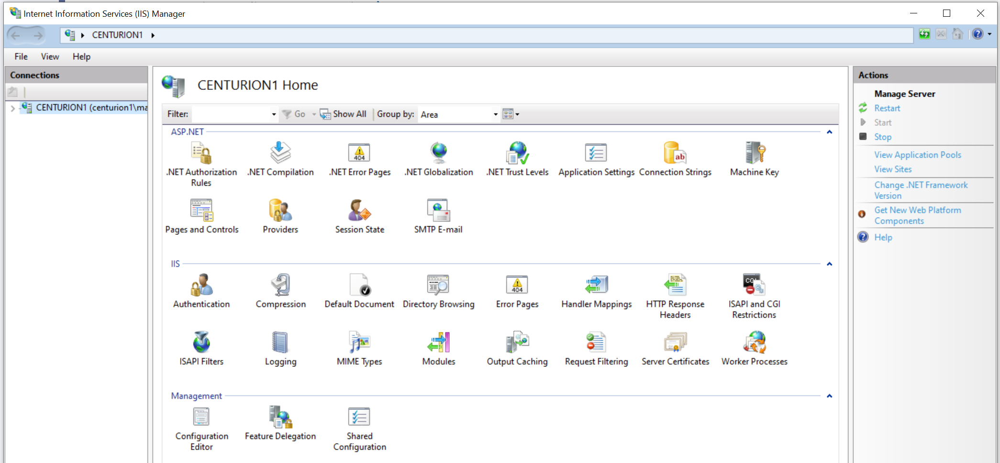 Internet Information Services (IIS) Manager
CENTURION1
File View Help
Connections
CENTURION1 (centurion1\ma
CENTURION1 Home
Filter: Go Show All Group by: Area
ASP.NET
.NET Authorization Rules
.NET Compilation
.NET Error Pages
.NET Globalization
.NET Trust Levels
Application Settings
Connection Strings
Machine Key
Pages and Controls
Providers
Session State
SMTP E-mail
IIS
Authentication
Compression
Default Document
Directory Browsing
Error Pages
Handler Mappings
HTTP Response Headers
ISAPI and CGI Restrictions
ISAPI Filters
Logging
MIME Types
Modules
Output Caching
Request Filtering
Server Certificates
Worker Processes
Management
Configuration Editor
Feature Delegation
Shared Configuration
Actions
Manage Server
Restart
Start
Stop
View Application Pools
View Sites
Change .NET Framework
Version
Get New Web Platform
Components
Help